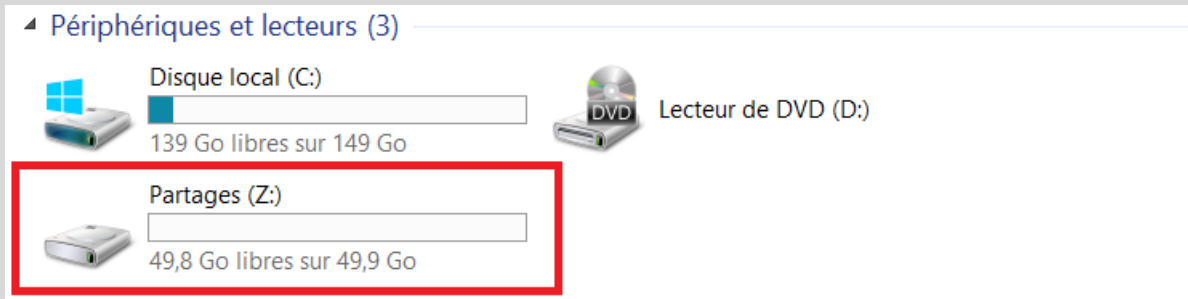 Périphériques et lecteurs (3)
Disque local (C:)
139 Go libres sur 149 Go
DVD
Lecteur de DVD (D:)
Partages (Z:)
49,8 Go libres sur 49,9 Go